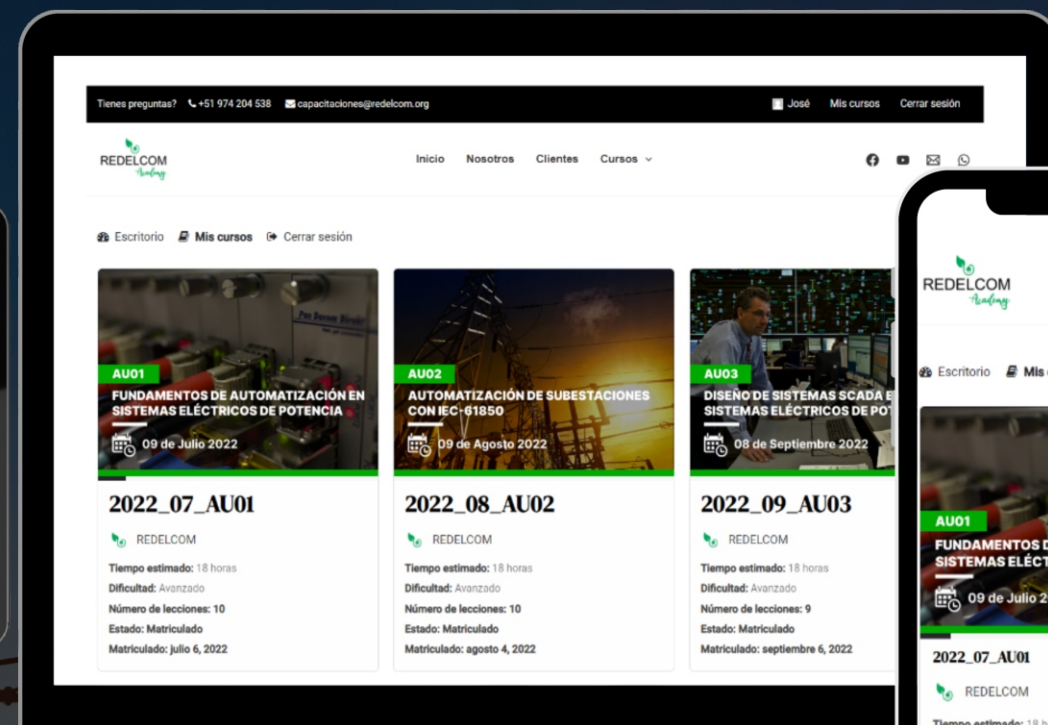 Tienes preguntas? +51 974 204 538 capacitaciones@redelcom.org José Mis cursos Cerrar sesión
REDELCOM
Academy
Inicio Nosotros Clientes Cursos
Escritorio Mis cursos Cerrar sesión
AU01
FUNDAMENTOS DE AUTOMATIZACIÓN EN
SISTEMAS ELÉCTRICOS DE POTENCIA
09 de Julio 2022
2022_07_AU01
REDELCOM
Tiempo estimado: 18 horas
Dificultad: Avanzado
Número de lecciones: 10
Estado: Matriculado
Matriculado: julio 6, 2022
AU02
AUTOMATIZACIÓN DE SUBESTACIONES
CON IEC-61850
09 de Agosto 2022
2022_08_AU02
REDELCOM
Tiempo estimado: 18 horas
Dificultad: Avanzado
Número de lecciones: 10
Estado: Matriculado
Matriculado: agosto 4, 2022
AU03
DISEÑO DE SISTEMAS SCADA
SISTEMAS ELÉCTRICOS DE
08 de Septiembre 2022
2022_09_AU03
REDELCOM
Tiempo estimado: 18 horas
Dificultad: Avanzado
Número de lecciones: 9
Estado: Matriculado
Matriculado: septiembre 6, 2022
REDELCOM
Academy
Escritorio Mis
AU01
FUNDAMENTOS
SISTEMAS
09 de Julio
2022_07_AU01
REDELCOM
Tiempo estimado: 18